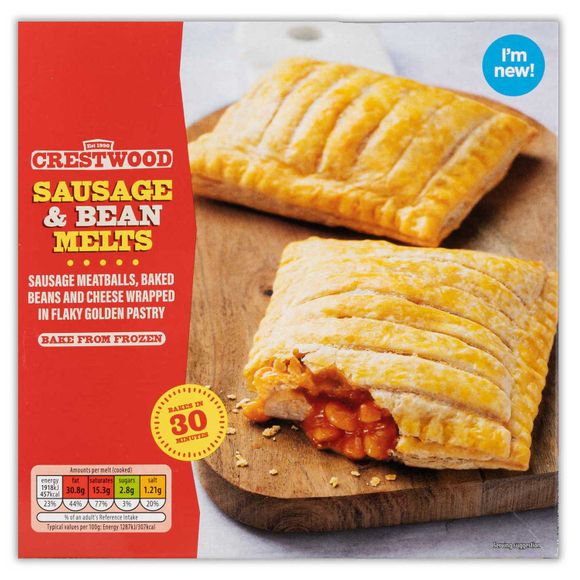 I'm
new!
Est 1990
CRESTWOOD
SAUSAGE
& BEAN
MELTS
SAUSAGE MEATBALLS, BAKED
BEANS AND CHEESE WRAPPED
IN FLAKY GOLDEN PASTRY
BAKE FROM FROZEN
BAKES IN
30
MINUTES
Amounts per melt (cooked)
energy fat saturates sugars salt
1918kJ 30.8g 15.3g 2.8g 1.21g
457kcal
23% 44% 77% 3% 20%
% of an adult's Reference Intake
Typical values per 100g: Energy 1287kJ/307kcal
Serving suggestion